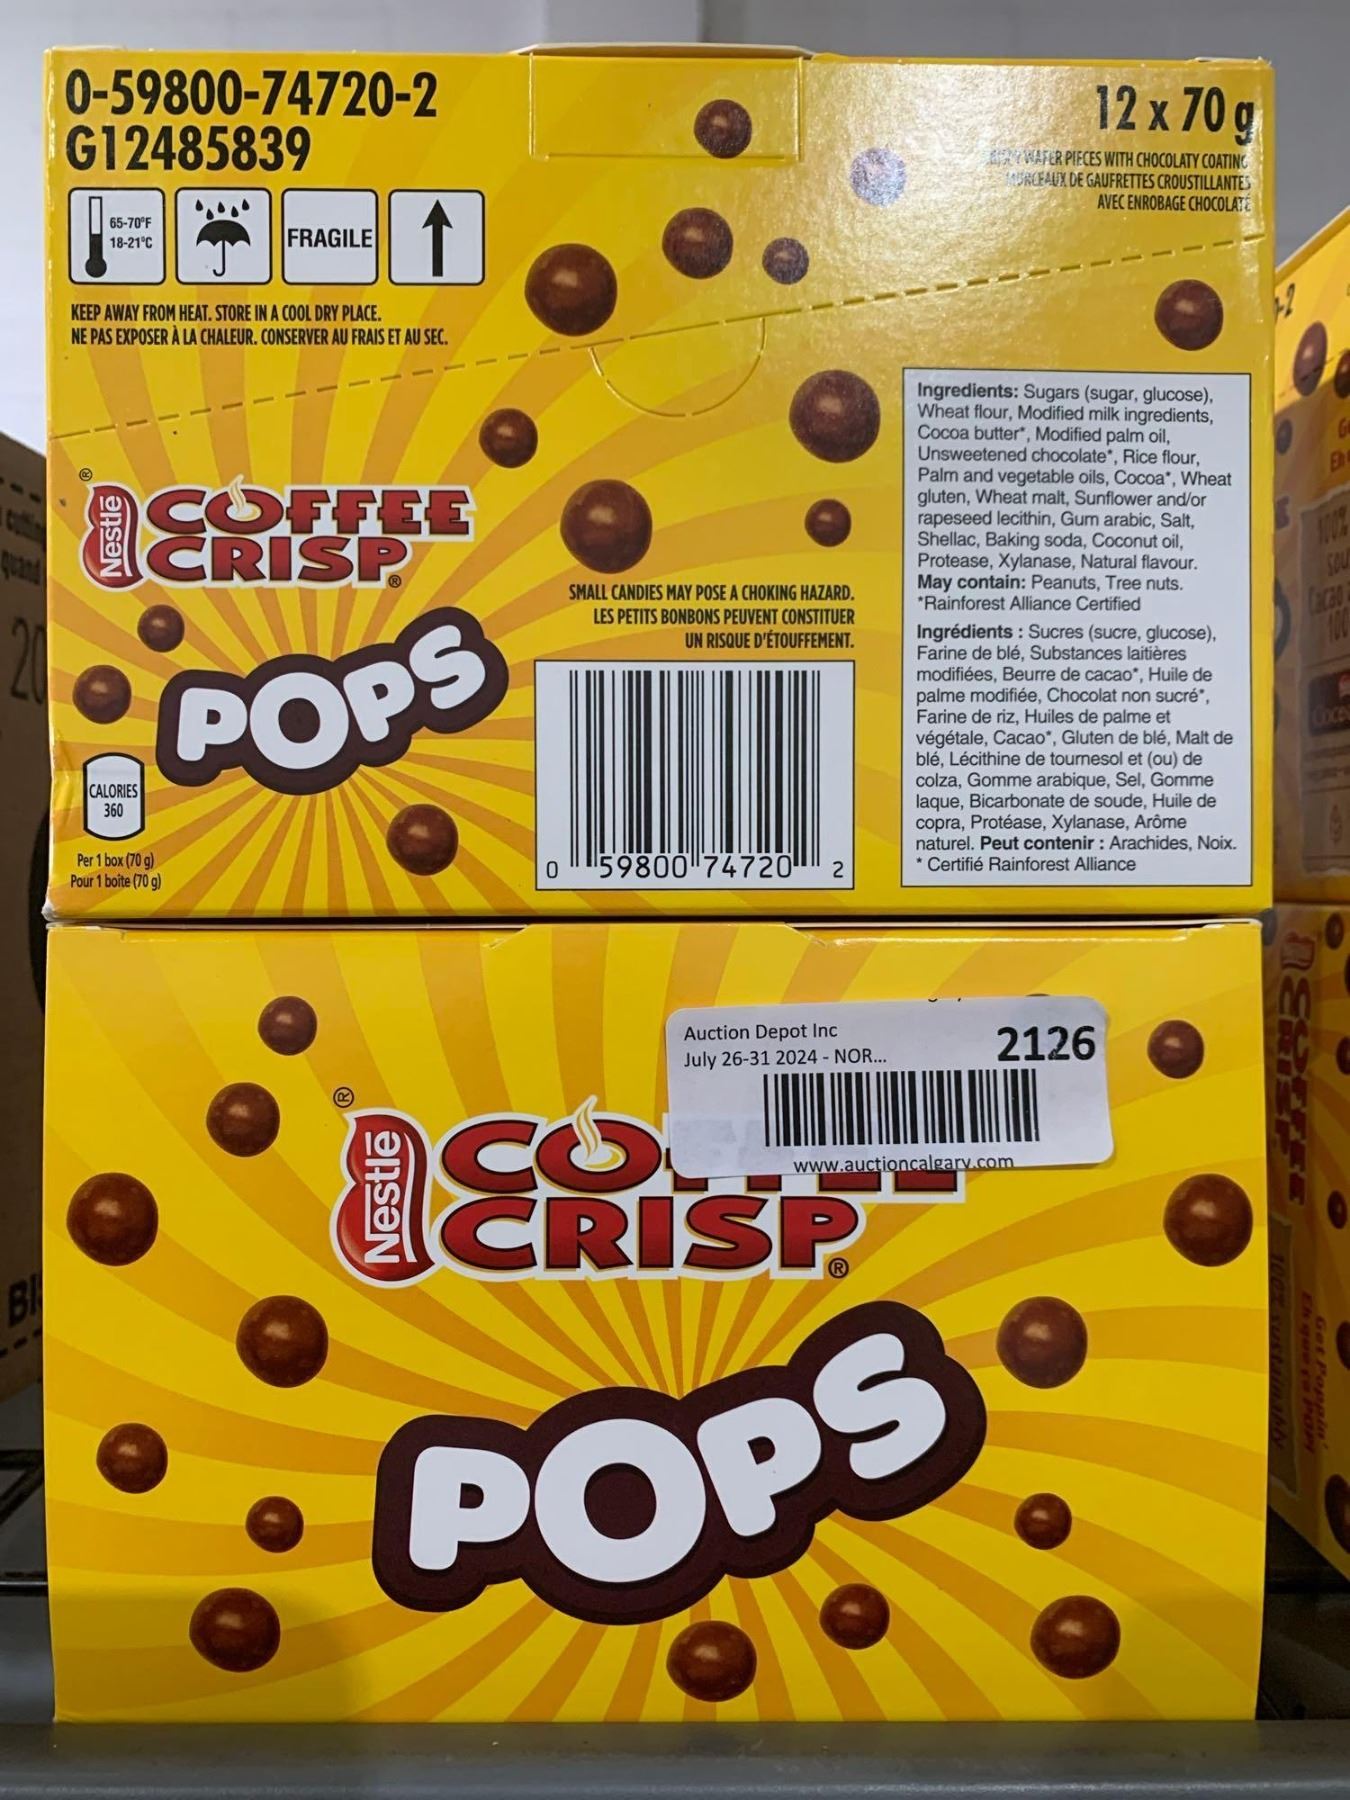 0-59800-74720-2
G12485839
65-70°F
18-21°C
FRAGILE
KEEP AWAY FROM HEAT. STORE IN A COOL DRY PLACE.
NE PAS EXPOSER À LA CHALEUR. CONSERVER AU FRAIS ET AU SEC.
12 x 70 g
WAFER PIECES WITH CHOCOLATY COATING
MORCEAUX DE GAUFRETTES CROUSTILLANTES
AVEC ENROBAGE CHOCOLATÉ
Nestlé ® COFFEE
CRISP®
POPS
SMALL CANDIES MAY POSE A CHOKING HAZARD.
LES PETITS BONBONS PEUVENT CONSTITUER
UN RISQUE D'ÉTOUFFEMENT.
0 59800 74720 2
CALORIES
360
Per 1 box (70 g)
Pour 1 boîte (70 g)
Ingredients: Sugars (sugar, glucose),
Wheat flour, Modified milk ingredients,
Cocoa butter*, Modified palm oil,
Unsweetened chocolate*, Rice flour,
Palm and vegetable oils, Cocoa*, Wheat
gluten, Wheat malt, Sunflower and/or
rapeseed lecithin, Gum arabic, Salt,
Shellac, Baking soda, Coconut oil,
Protease, Xylanase, Natural flavour.
May contain: Peanuts, Tree nuts.
*Rainforest Alliance Certified
Ingrédients : Sucres (sucre, glucose),
Farine de blé, Substances laitières
modifiées, Beurre de cacao*, Huile de
palme modifiée, Chocolat non sucré*,
Farine de riz, Huiles de palme et
végétale, Cacao*, Gluten de blé, Malt de
blé, Lécithine de tournesol et (ou) de
colza, Gomme arabique, Sel, Gomme
laque, Bicarbonate de soude, Huile de
copra, Protéase, Xylanase, Arôme
naturel. Peut contenir : Arachides, Noix.
* Certifié Rainforest Alliance
Auction Depot Inc
July 26-31 2024 - NOR...
2126
www.auctioncalgary.com
Nestlé ®
CRISP®
POPS
COFFEE
CRISP